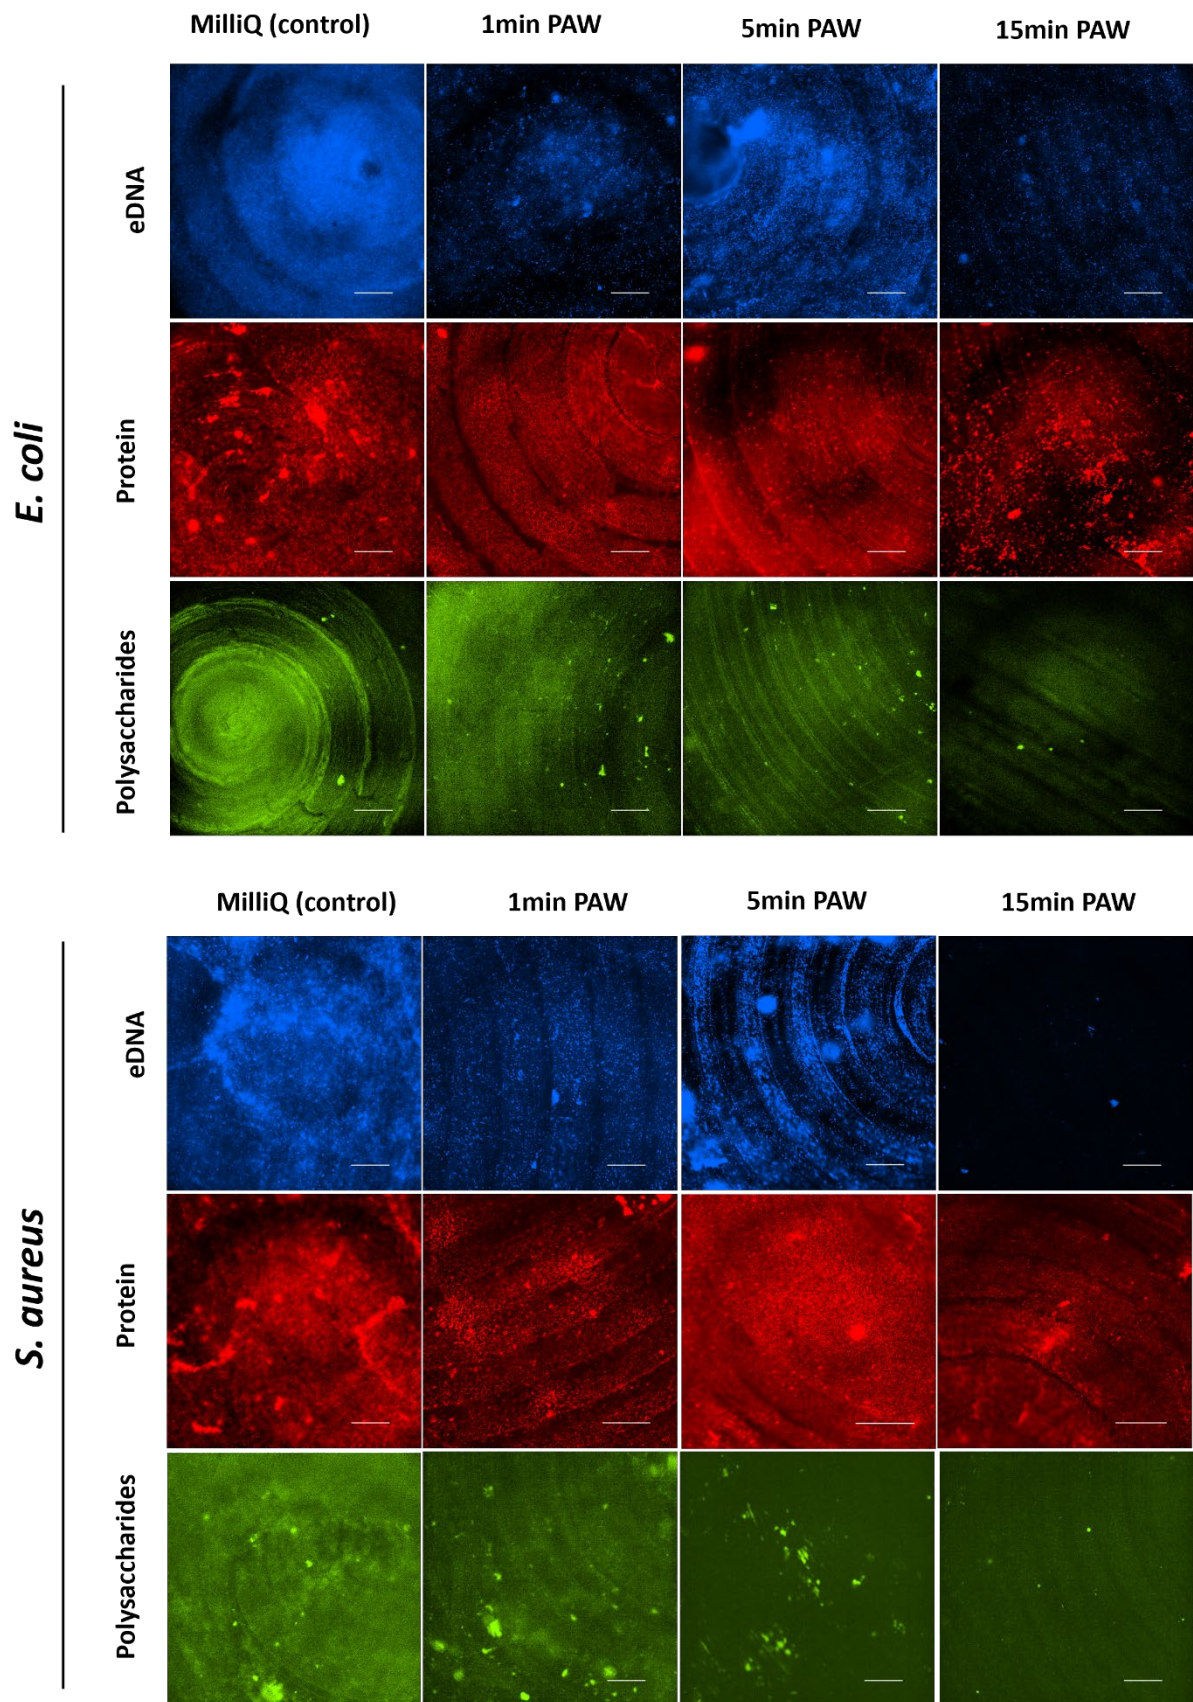 MilliQ (control) 1min PAW 5min PAW 15min PAW
E. coli
eDNA
Protein
Polysaccharides
MilliQ (control) 1min PAW 5min PAW 15min PAW
S. aureus
eDNA
Protein
Polysaccharides